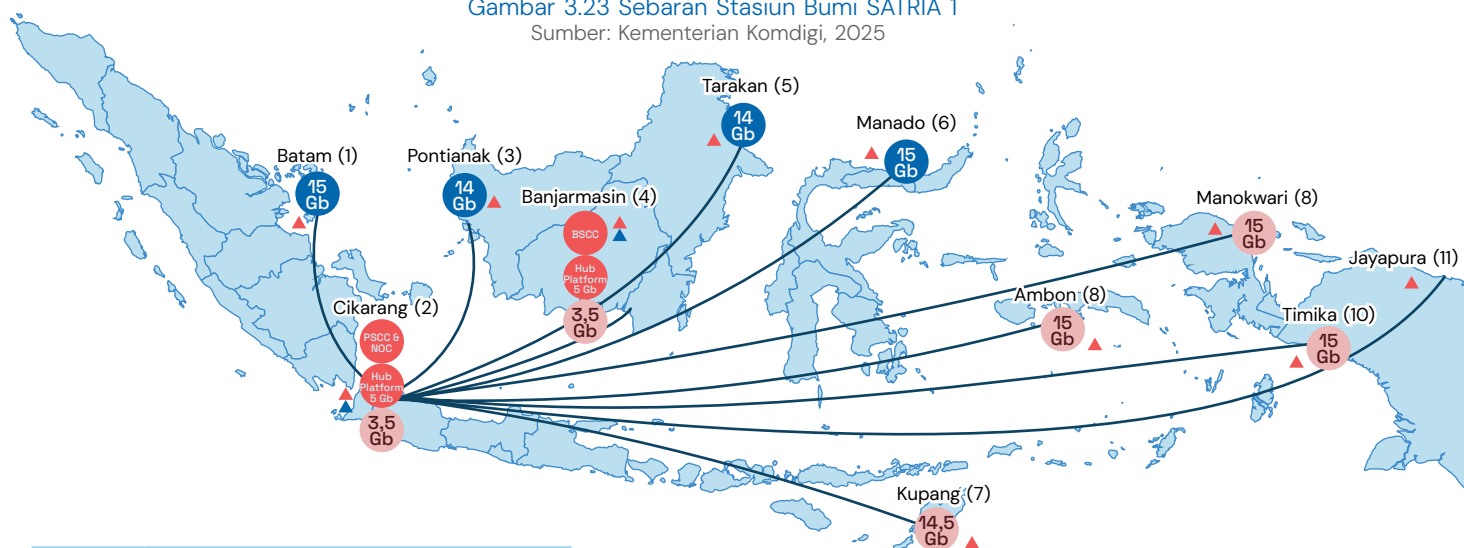 Gambar 3.23 Sebaran Stasiun Bumi SATRIA 1
Sumber: Kementerian Komdigi, 2025
Tarakan (5)
14
Gb
Manado (6)
15
Gb
Batam (1)
15
Gb
Pontianak (3)
14
Gb
Banjarmasin (4)
BSCC
Hub
Platform
5 Gb
3,5
Gb
Manokwari (8)
15
Gb
Jayapura (11)
Cikarang (2)
PSCC &
NOC
Hub
Platform
5 Gb
3,5
Gb
Ambon (8)
15
Gb
Timika (10)
15
Gb
Kupang (7)
14,5
Gb